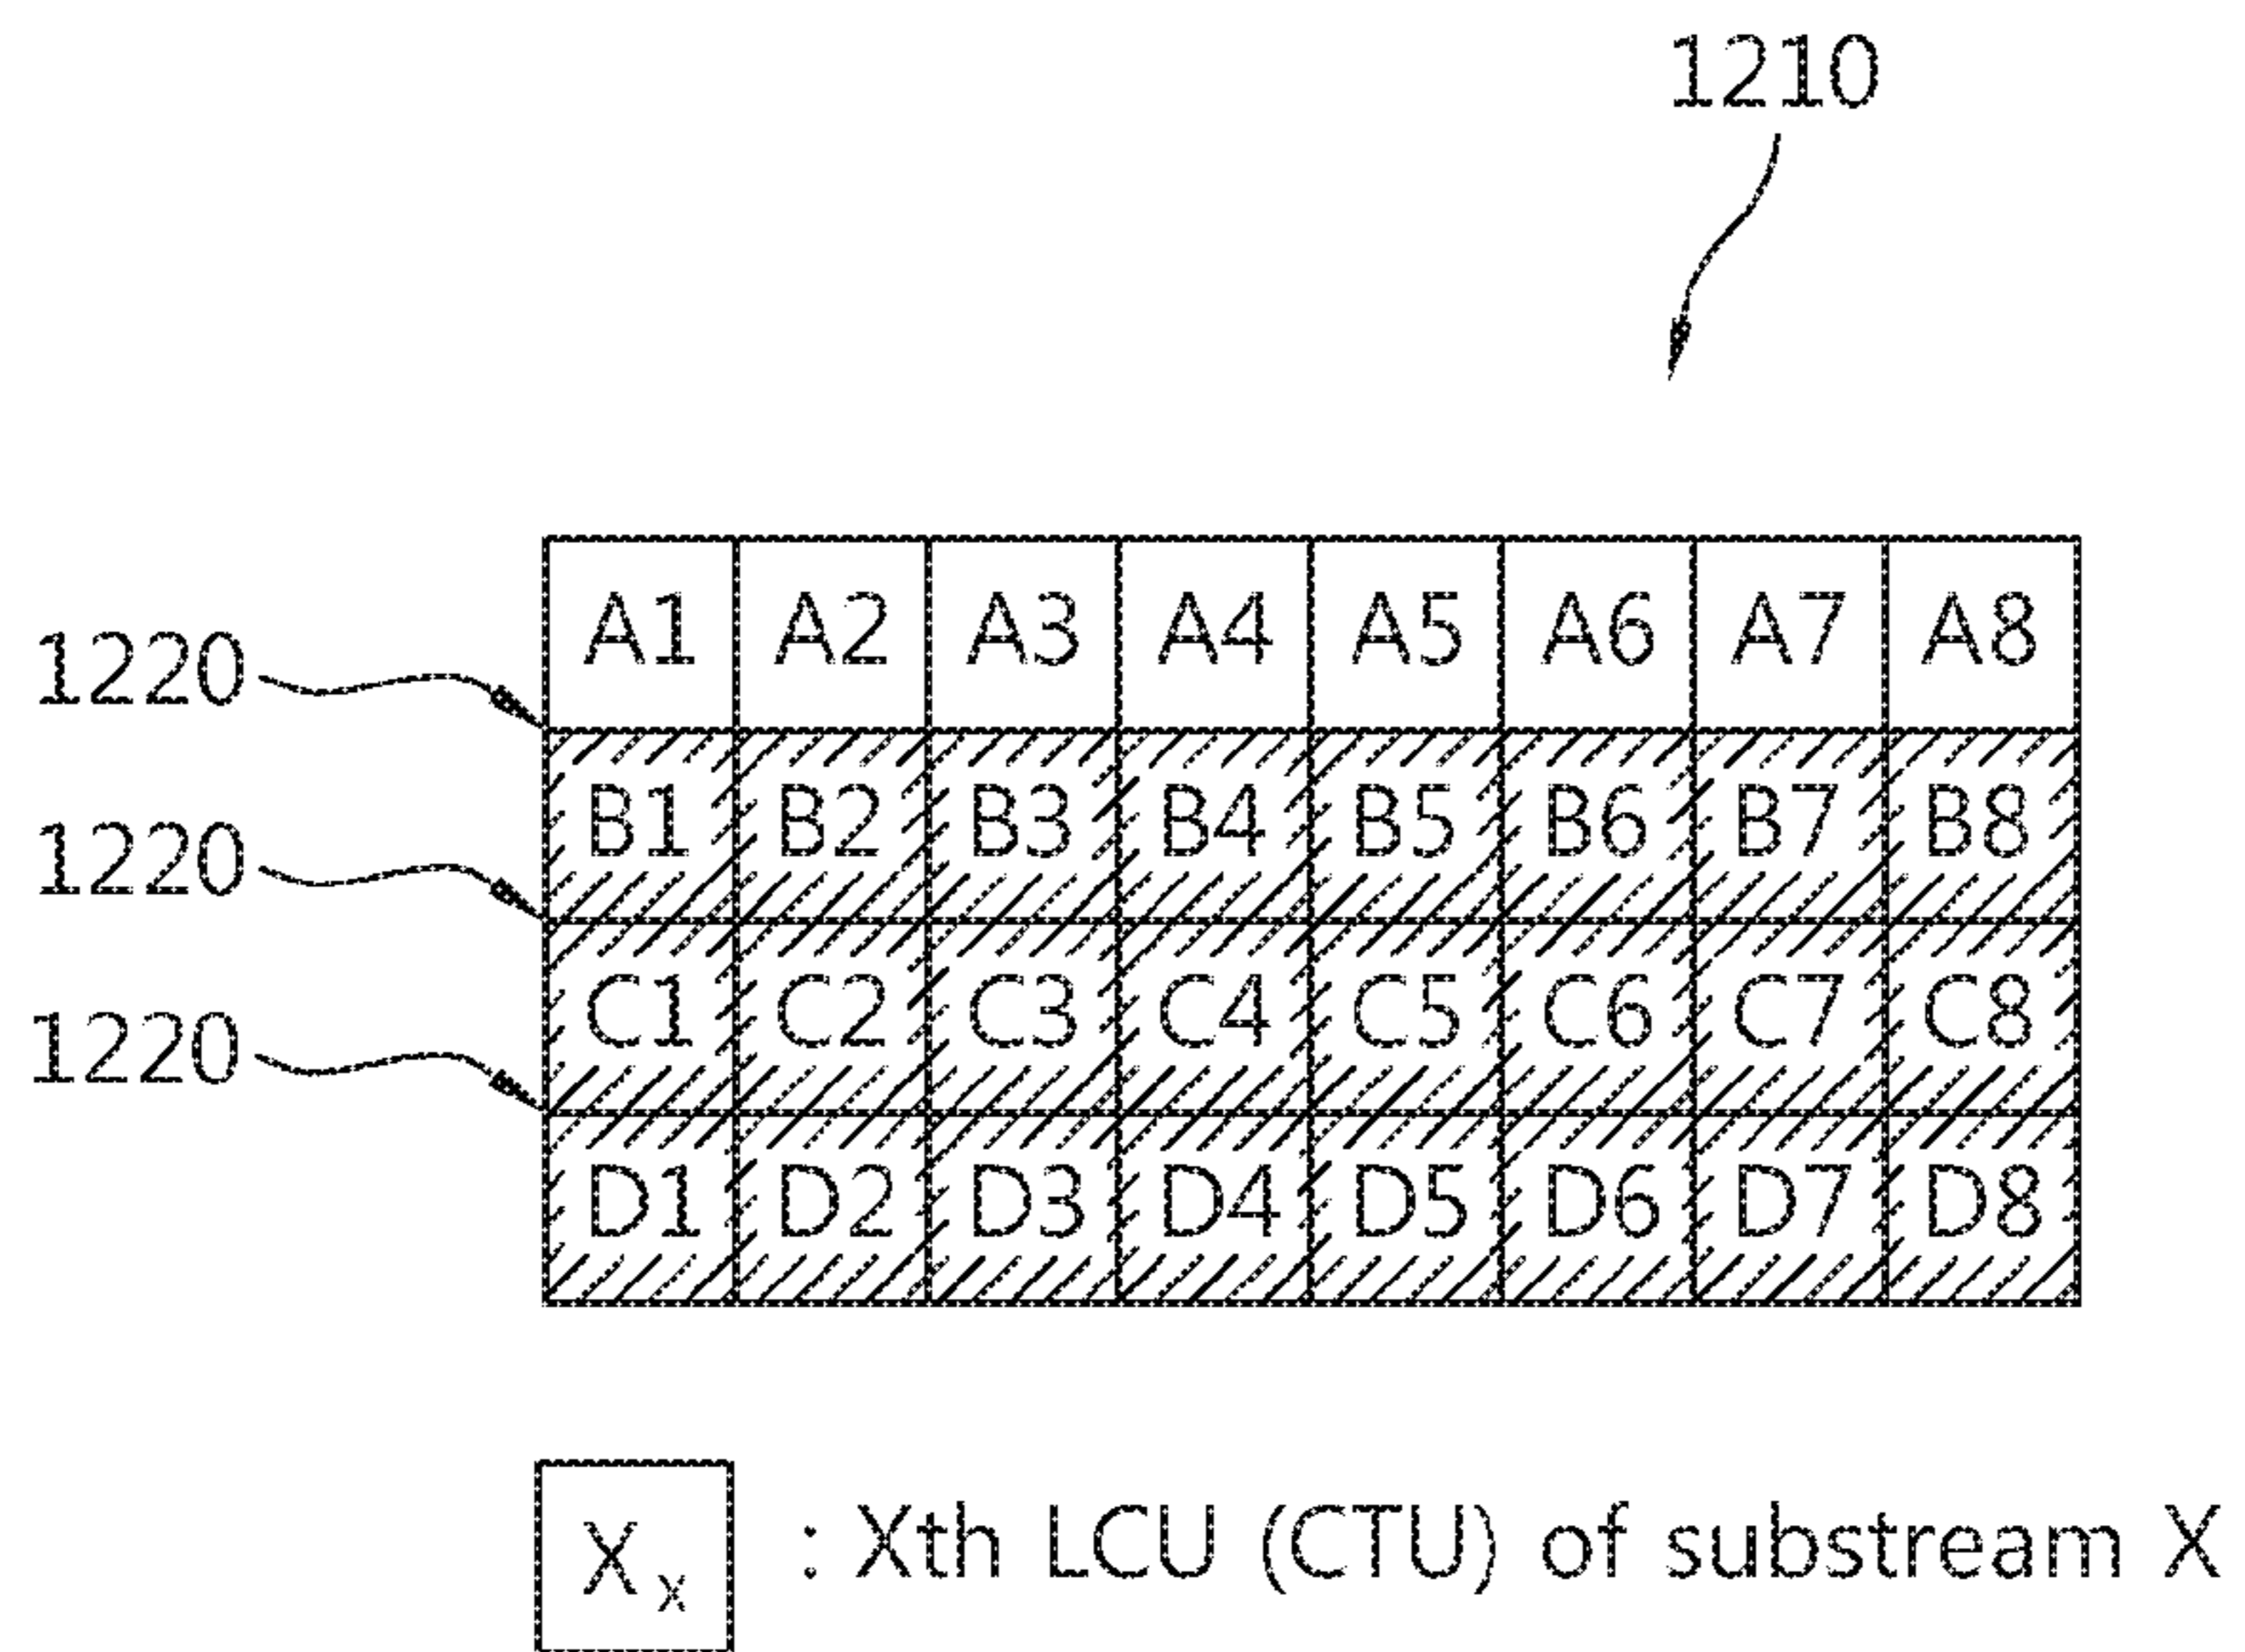 1210
A1 A2 A3 A4 A5 A6 A7 A8
1220
B1 B2 B3 B4 B5 B6 B7 B8
1220
C1 C2 C3 C4 C5 C6 C7 C8
1220
D1 D2 D3 D4 D5 D6 D7 D8
Xx : Xth LCU (CTU) of substream X